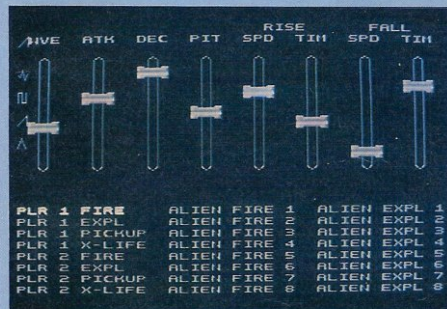 RISE FALL
WVE ATK DEC PIT SPD TIM SPD TIM
PLR 1 FIRE ALIEN FIRE 1 ALIEN EXPL 1
PLR 1 EXPL ALIEN FIRE 2 ALIEN EXPL 2
PLR 1 PICKUP ALIEN FIRE 3 ALIEN EXPL 3
PLR 1 X-LIFE ALIEN FIRE 4 ALIEN EXPL 4
PLR 2 FIRE ALIEN FIRE 5 ALIEN EXPL 5
PLR 2 EXPL ALIEN FIRE 6 ALIEN EXPL 6
PLR 2 PICKUP ALIEN FIRE 7 ALIEN EXPL 7
PLR 2 X-LIFE ALIEN FIRE 8 ALIEN EXPL 8